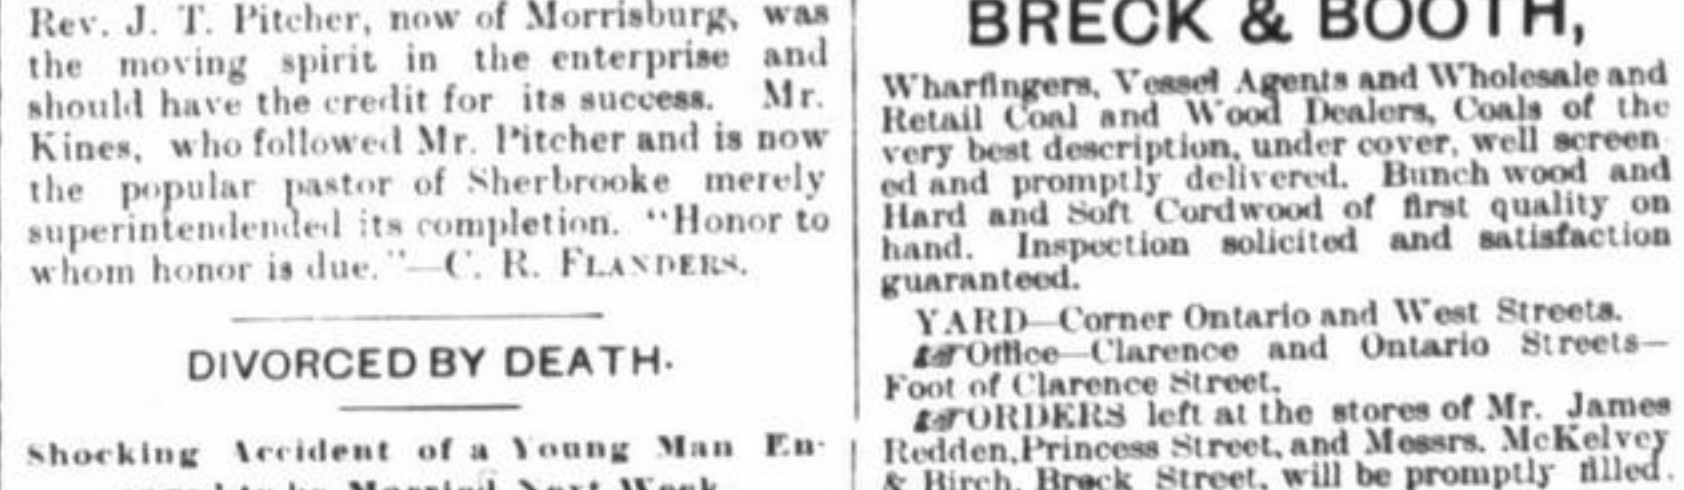 Rev. J. T. Pitcher, now of Morrisburg, was
the moving spirit in the enterprise and
should have the credit for its success. Mr.
Kines, who followed Mr. Pitcher and is now
the popular pastor of Sherbrooke merely
superintendended its completion. "Honor to
whom honor is due."—C. R. FLANDERS.
DIVORCED BY DEATH.
Shocking Accident of a Young Man En-
to be Married Next Week
BRECK & BOOTH,
Wharfingers, Vessel Agents and Wholesale and
Retail Coal and Wood Dealers, Coals of the
very best description, under cover, well screen-
ed and promptly delivered. Bunch wood and
Hard and Soft Cordwood of first quality on
hand. Inspection solicited and satisfaction
guaranteed.
YARD—Corner Ontario and West Streets.
☞Office—Clarence and Ontario Streets—
Foot of Clarence Street.
☞ORDERS left at the stores of Mr. James
Redden, Princess Street, and Messrs. McKelvey
& Birch, Brock Street, will be promptly filled.